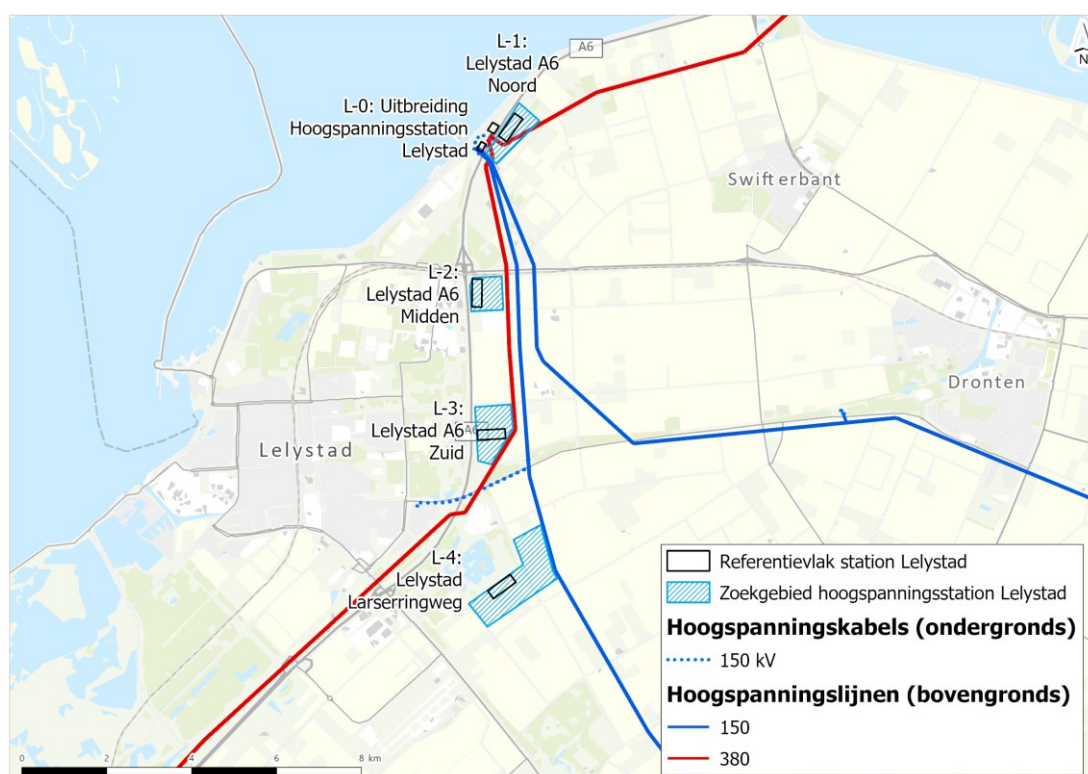 L-1:
Lelystad A6
Noord
A6
N
L-0: Uitbreiding
Hoogspanningsstation
Lelystad
Swifterbant
L-2:
Lelystad A6
Midden
Dronten
L-3:
Lelystad A6
Zuid
A6
Lelystad
L-4:
Lelystad
Larserringweg
Referentievlak station Lelystad
Zoekgebied hoogspanningsstation Lelystad
Hoogspanningskabels (ondergronds)
150 kV
Hoogspanningslijnen (bovengronds)
150
380
0 2 4 8 km